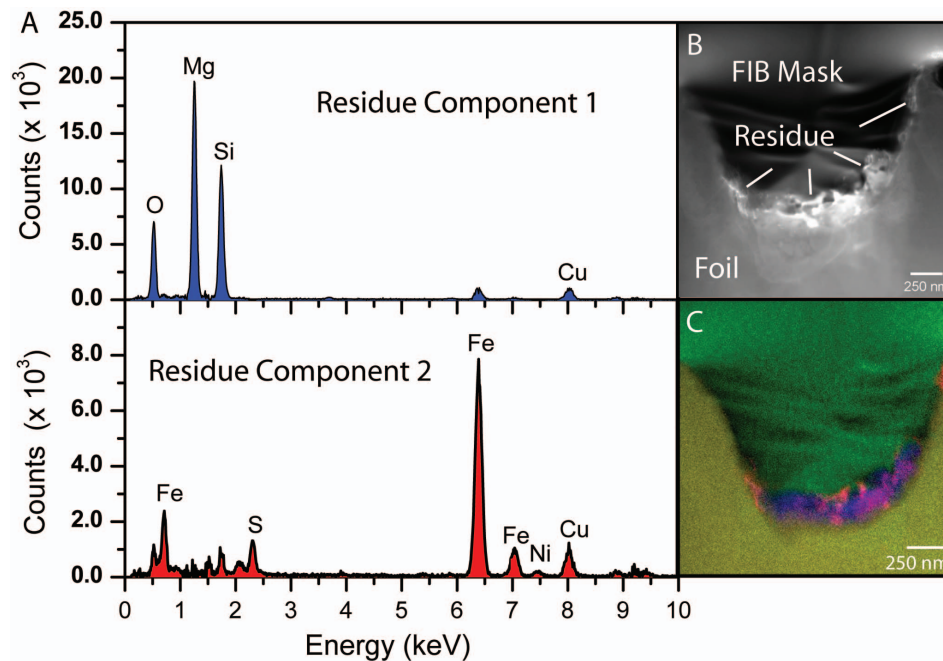 A
25.0
20.0
15.0
10.0
5.0
0.0
Counts (x 10³)
Mg
Residue Component 1
Si
O
Cu
8.0
6.0
4.0
2.0
0.0
Counts (x 10³)
Residue Component 2
Fe
Fe
S
Fe
Ni
Cu
0 1 2 3 4 5 6 7 8 9 10
Energy (keV)
B
FIB Mask
Residue
Foil
250 nm
C
250 nm